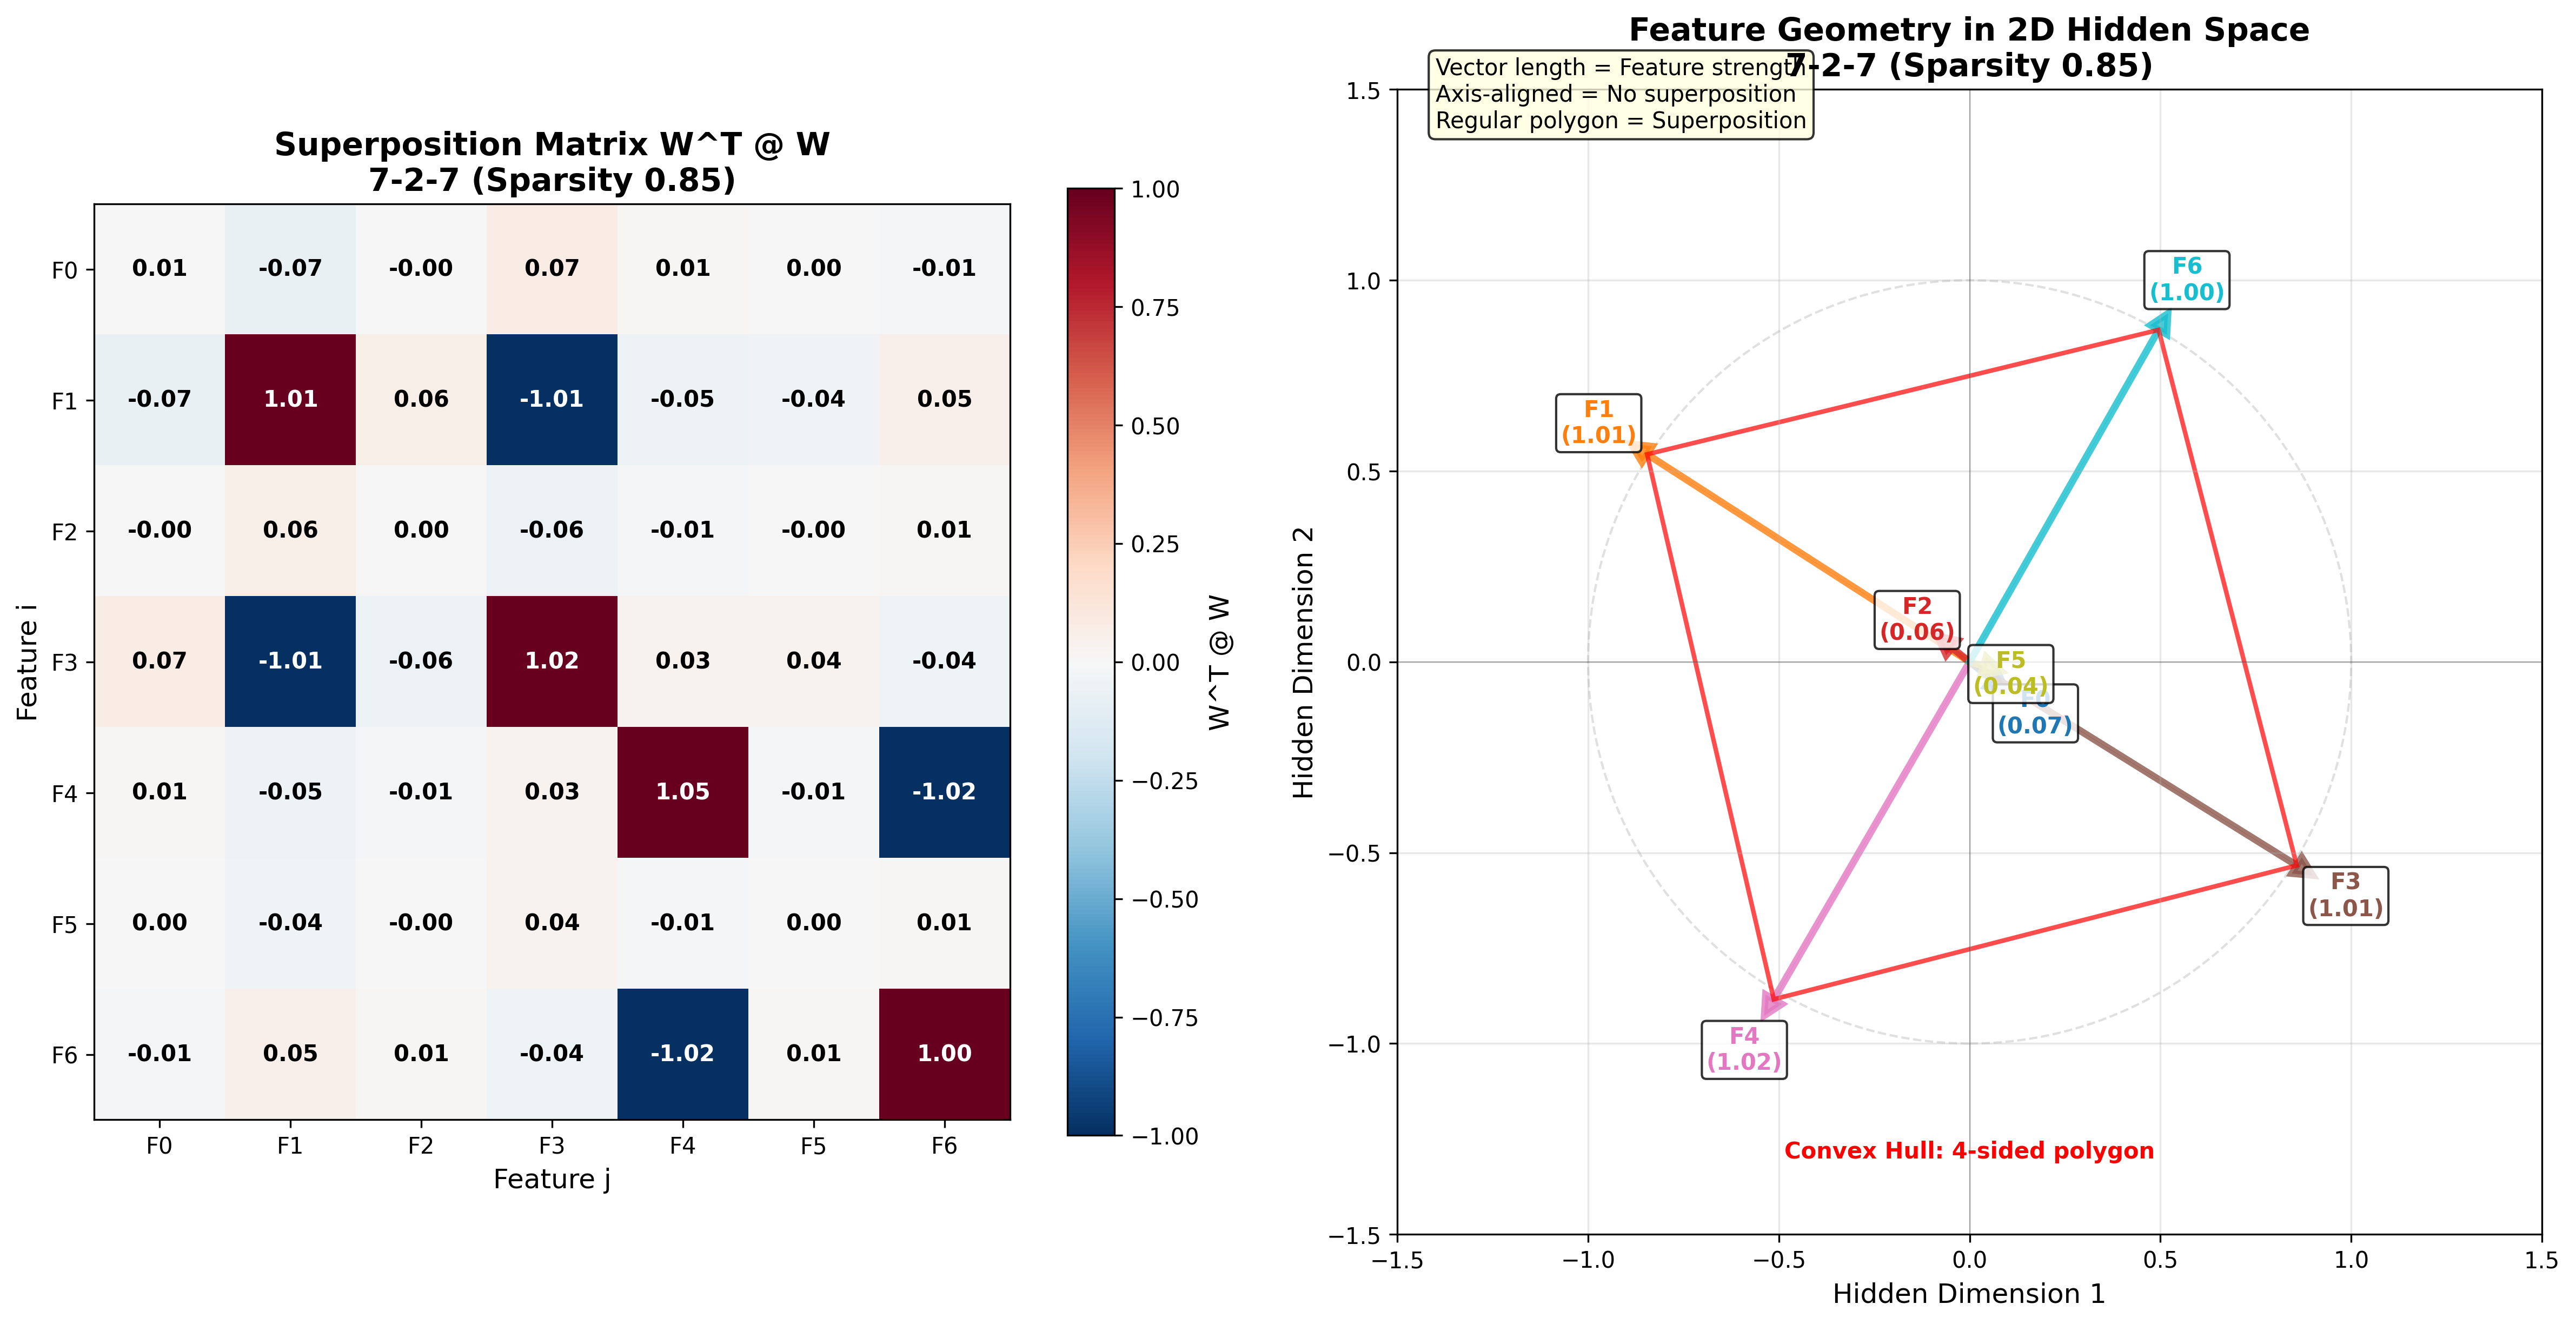 Superposition Matrix W^T @ W
7-2-7 (Sparsity 0.85)
F0 0.01 -0.07 -0.00 0.07 0.01 0.00 -0.01
F1 -0.07 1.01 0.06 -1.01 -0.05 -0.04 0.05
F2 -0.00 0.06 0.00 -0.06 -0.01 -0.00 0.01
F3 0.07 -1.01 -0.06 1.02 0.03 0.04 -0.04
F4 0.01 -0.05 -0.01 0.03 1.05 -0.01 -1.02
F5 0.00 -0.04 -0.00 0.04 -0.01 0.00 0.01
F6 -0.01 0.05 0.01 -0.04 -1.02 0.01 1.00
F0 F1 F2 F3 F4 F5 F6
Feature j
Feature i
1.00
0.75
0.50
0.25
0.00
−0.25
−0.50
−0.75
−1.00
W^T @ W
Feature Geometry in 2D Hidden Space
7-2-7 (Sparsity 0.85)
Vector length = Feature strength
Axis-aligned = No superposition
Regular polygon = Superposition
1.5
1.0
0.5
0.0
−0.5
−1.0
−1.5
Hidden Dimension 2
F6
(1.00)
F1
(1.01)
F2
(0.06)
F5
(0.04)
(0.07)
F3
(1.01)
F4
(1.02)
Convex Hull: 4-sided polygon
−1.5 −1.0 −0.5 0.0 0.5 1.0 1.5
Hidden Dimension 1